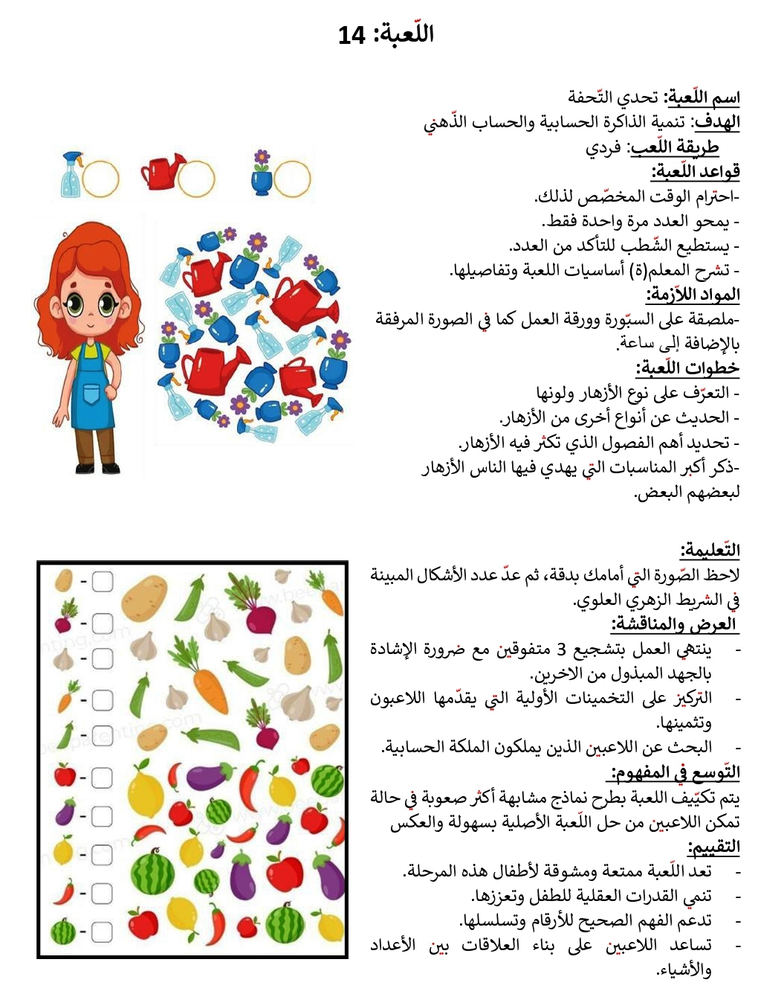 اللّعبة: 14
اسم اللّعبة: تحدي التّحفة
الهدف: تنمية الذاكرة الحسابية والحساب الذّهني
طريقة اللّعب: فردي
قواعد اللّعبة:
-احترام الوقت المخصّص لذلك.
- يمحو العدد مرة واحدة فقط.
- يستطيع الشّطب للتأكد من العدد.
- تشرح المعلم(ة) أساسيات اللعبة وتفاصيلها.
المواد اللاّزمة:
-ملصقة على السبّورة وورقة العمل كما في الصورة المرفقة
بالإضافة إلى ساعة.
خطوات اللّعبة:
- التعرّف على نوع الأزهار ولونها
- الحديث عن أنواع أخرى من الأزهار.
- تحديد أهم الفصول الذي تكثر فيه الأزهار.
-ذكر أكبر المناسبات التي يهدي فيها الناس الأزهار
لبعضهم البعض.
التّعليمة:
لاحظ الصّورة التي أمامك بدقة، ثم عدّ عدد الأشكال المبينة
في الشريط الزهري العلوي.
العرض والمناقشة:
- ينتهي العمل بتشجيع 3 متفوقين مع ضرورة الإشادة
بالجهد المبذول من الاخرين.
- التركيز على التخمينات الأولية التي يقدّمها اللاعبون
وتثمينها.
- البحث عن اللاعبين الذين يملكون الملكة الحسابية.
التّوسع في المفهوم:
يتم تكيّيف اللعبة بطرح نماذج مشابهة أكثر صعوبة في حالة
تمكن اللاعبين من حل اللّعبة الأصلية بسهولة والعكس
التقييم:
- تعد اللّعبة ممتعة ومشوقة لأطفال هذه المرحلة.
- تنمي القدرات العقلية للطفل وتعززها.
- تدعم الفهم الصحيح للأرقام وتسلسلها.
- تساعد اللاعبين على بناء العلاقات بين الأعداد
والأشياء.